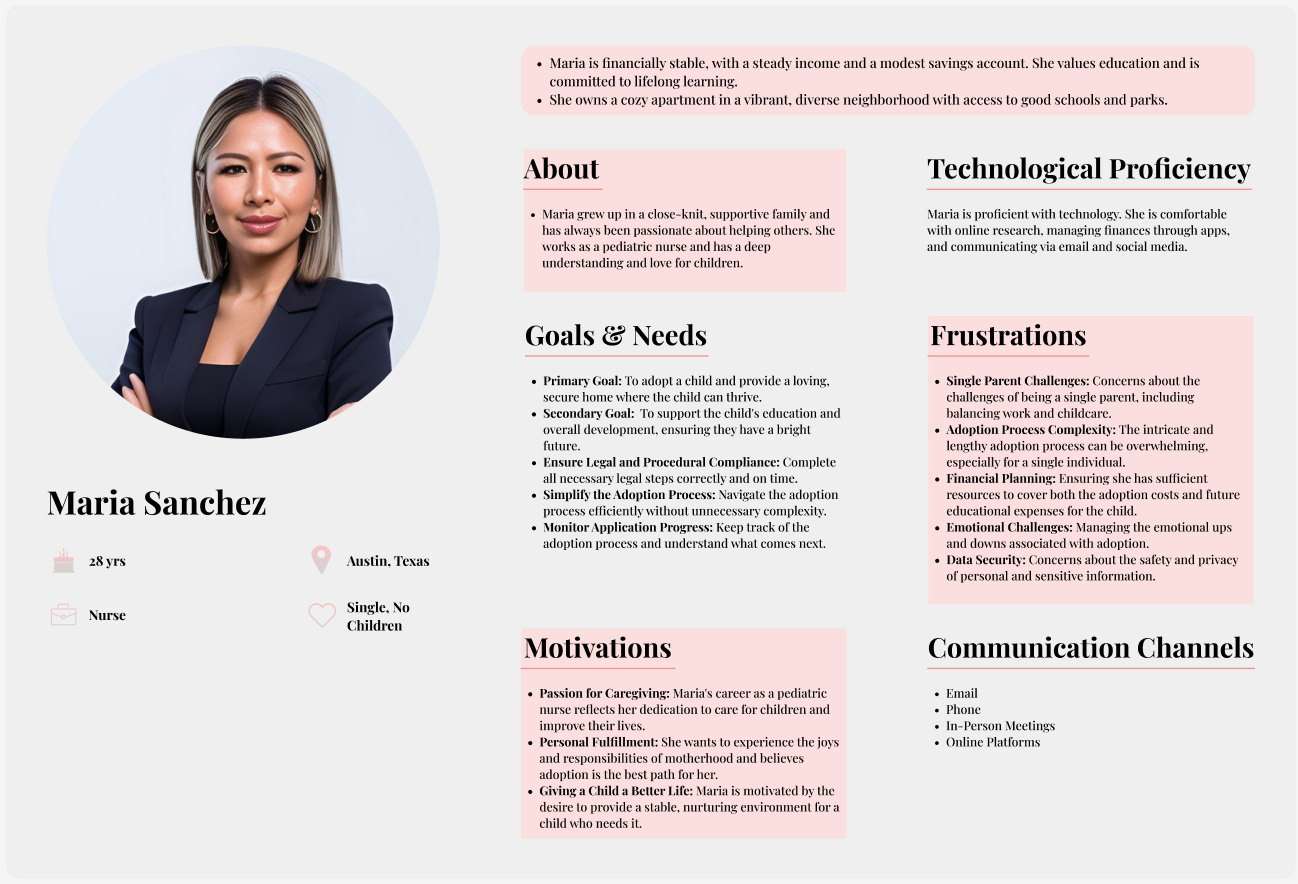 Maria is financially stable, with a steady income and a modest savings account. She values education and is
committed to lifelong learning.
She owns a cozy apartment in a vibrant, diverse neighborhood with access to good schools and parks.
Maria Sanchez
28 yrs
Austin, Texas
Nurse
Single, No
Children
About
Maria grew up in a close-knit, supportive family and
has always been passionate about helping others. She
works as a pediatric nurse and has a deep
understanding and love for children.
Technological Proficiency
Maria is proficient with technology. She is comfortable
with online research, managing finances through apps,
and communicating via email and social media.
Goals & Needs
Primary Goal: To adopt a child and provide a loving,
secure home where the child can thrive.
Secondary Goal:  To support the child's education and
overall development, ensuring they have a bright
future.
Ensure Legal and Procedural Compliance: Complete
all necessary legal steps correctly and on time.
Simplify the Adoption Process: Navigate the adoption
process efficiently without unnecessary complexity.
Monitor Application Progress: Keep track of the
adoption process and understand what comes next.
Frustrations
Single Parent Challenges: Concerns about the
challenges of being a single parent, including
balancing work and childcare.
Adoption Process Complexity: The intricate and
lengthy adoption process can be overwhelming,
especially for a single individual.
Financial Planning: Ensuring she has sufficient
resources to cover both the adoption costs and future
educational expenses for the child.
Emotional Challenges: Managing the emotional ups
and downs associated with adoption.
Data Security: Concerns about the safety and privacy
of personal and sensitive information.
Motivations
Passion for Caregiving: Maria's career as a pediatric
nurse reflects her dedication to care for children and
improve their lives.
Personal Fulfillment: She wants to experience the joys
and responsibilities of motherhood and believes
adoption is the best path for her.
Giving a Child a Better Life: Maria is motivated by the
desire to provide a stable, nurturing environment for a
child who needs it.
Communication Channels
Email
Phone
In-Person Meetings
Online Platforms